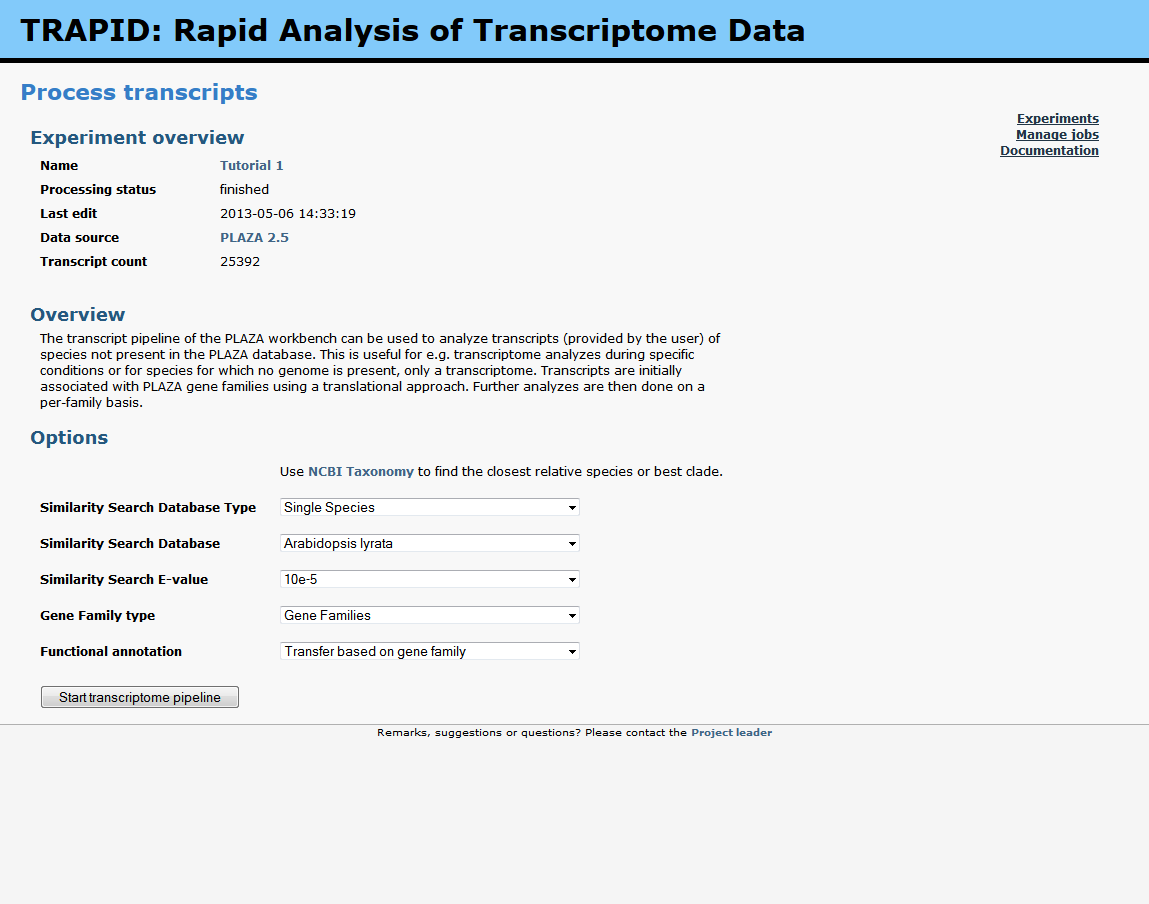 TRAPID: Rapid Analysis of Transcriptome Data
Process transcripts
Experiments
Manage jobs
Documentation
Experiment overview
Name Tutorial 1
Processing status finished
Last edit 2013-05-06 14:33:19
Data source PLAZA 2.5
Transcript count 25392
Overview
The transcript pipeline of the PLAZA workbench can be used to analyze transcripts (provided by the user) of
species not present in the PLAZA database. This is useful for e.g. transcriptome analyzes during specific
conditions or for species for which no genome is present, only a transcriptome. Transcripts are initially
associated with PLAZA gene families using a translational approach. Further analyzes are then done on a
per-family basis.
Options
Use NCBI Taxonomy to find the closest relative species or best clade.
Similarity Search Database Type Single Species
Similarity Search Database Arabidopsis lyrata
Similarity Search E-value 10e-5
Gene Family type Gene Families
Functional annotation Transfer based on gene family
Start transcriptome pipeline
Remarks, suggestions or questions? Please contact the Project leader